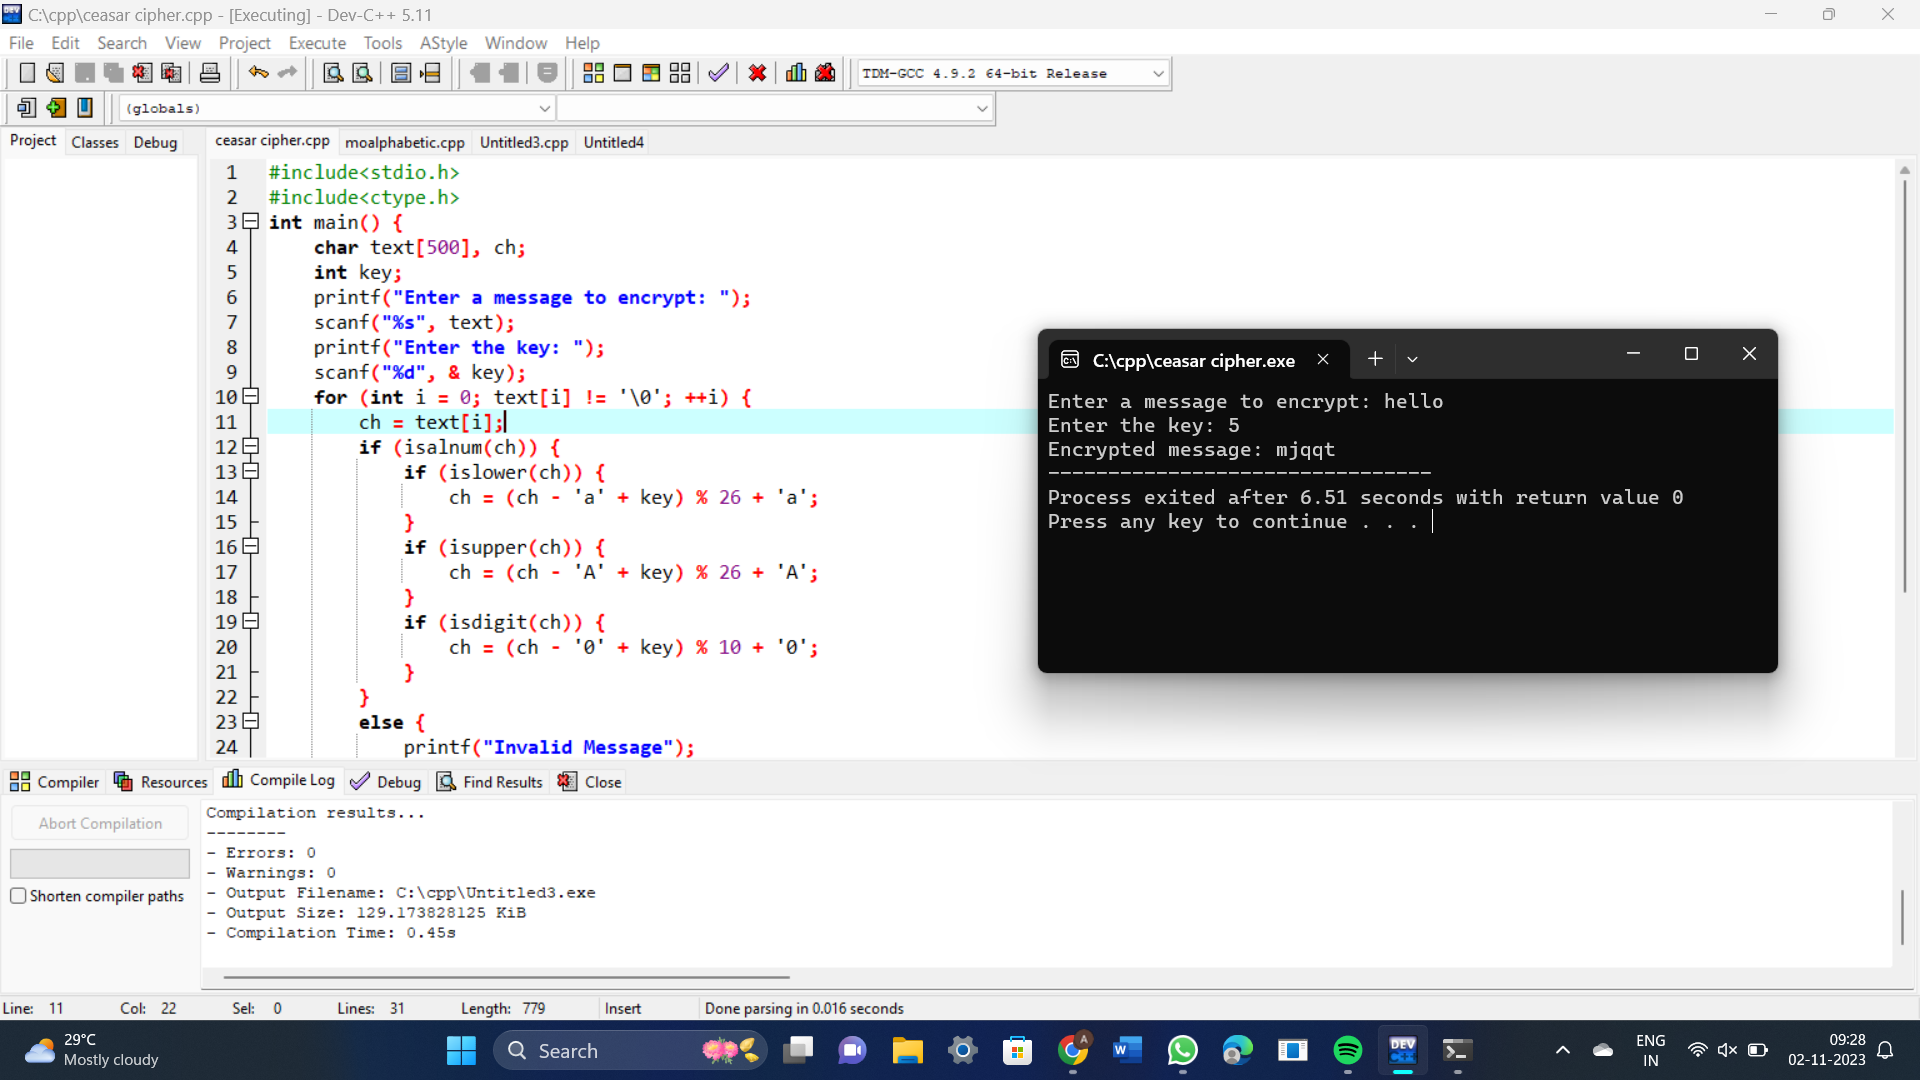 C:\cpp\ceasar cipher.cpp - [Executing] - Dev-C++ 5.11
File Edit Search View Project Execute Tools AStyle Window Help
TDM-GCC 4.9.2 64-bit Release
(globals)
Project Classes Debug
ceasar cipher.cpp moalphabetic.cpp Untitled3.cpp Untitled4
1 #include<stdio.h>
2 #include<ctype.h>
3 int main() {
4 char text[500], ch;
5 int key;
6 printf("Enter a message to encrypt: ");
7 scanf("%s", text);
8 printf("Enter the key: ");
9 scanf("%d", & key);
10 for (int i = 0; text[i] != '\0'; ++i) {
11 ch = text[i];
12 if (isalnum(ch)) {
13 if (islower(ch)) {
14 ch = (ch - 'a' + key) % 26 + 'a';
15 }
16 if (isupper(ch)) {
17 ch = (ch - 'A' + key) % 26 + 'A';
18 }
19 if (isdigit(ch)) {
20 ch = (ch - '0' + key) % 10 + '0';
21 }
22 }
23 else {
24 printf("Invalid Message");
C:\cpp\ceasar cipher.exe
Enter a message to encrypt: hello
Enter the key: 5
Encrypted message: mjqqt
--------------------------------
Process exited after 6.51 seconds with return value 0
Press any key to continue . . .
Compiler Resources Compile Log Debug Find Results Close
Abort Compilation
Shorten compiler paths
Compilation results...
--------
- Errors: 0
- Warnings: 0
- Output Filename: C:\cpp\Untitled3.exe
- Output Size: 129.173828125 KiB
- Compilation Time: 0.45s
Line: 11 Col: 22 Sel: 0 Lines: 31 Length: 779 Insert Done parsing in 0.016 seconds
29°C
Mostly cloudy
Search
ENG
IN
09:28
02-11-2023